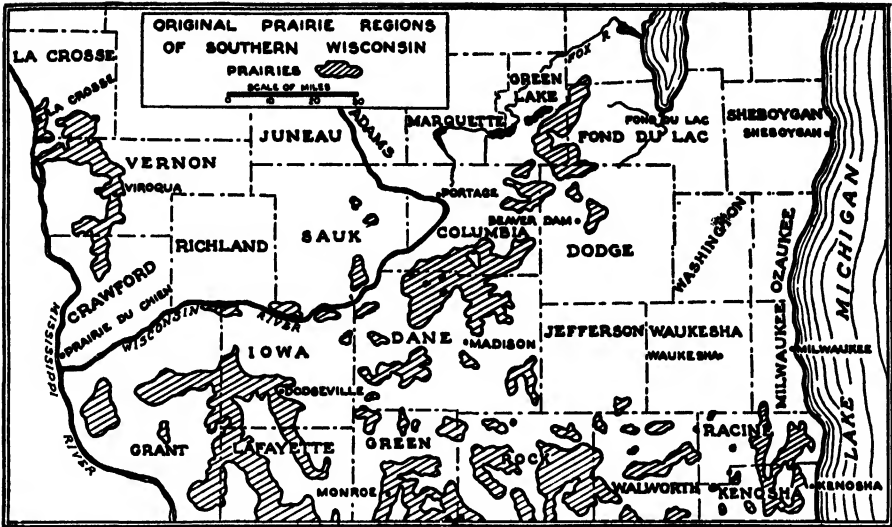 ORIGINAL PRAIRIE REGIONS
OF SOUTHERN WISCONSIN
PRAIRIES
SCALE OF MILES
0 10 20 30
LA CROSSE
LA CROSSE
FOX R.
GREEN
LAKE
MARQUETTE
ADAMS
JUNEAU
FOND DU LAC
FOND DU LAC
SHEBOYGAN
SHEBOYGAN
VERNON
VIROQUA
PORTAGE
BEAVER DAM
RICHLAND
SAUK
COLUMBIA
DODGE
WASHINGTON
OZAUKEE
LAKE MICHIGAN
CRAWFORD
PRAIRIE DU CHIEN
WISCONSIN RIVER
MISSISSIPPI RIVER
IOWA
DANE
MADISON
JEFFERSON
WAUKESHA
WAUKESHA
MILWAUKEE
MILWAUKEE
DODGEVILLE
GRANT
LAFAYETTE
GREEN
MONROE
ROCK
WALWORTH
RACINE
KENOSHA
KENOSHA